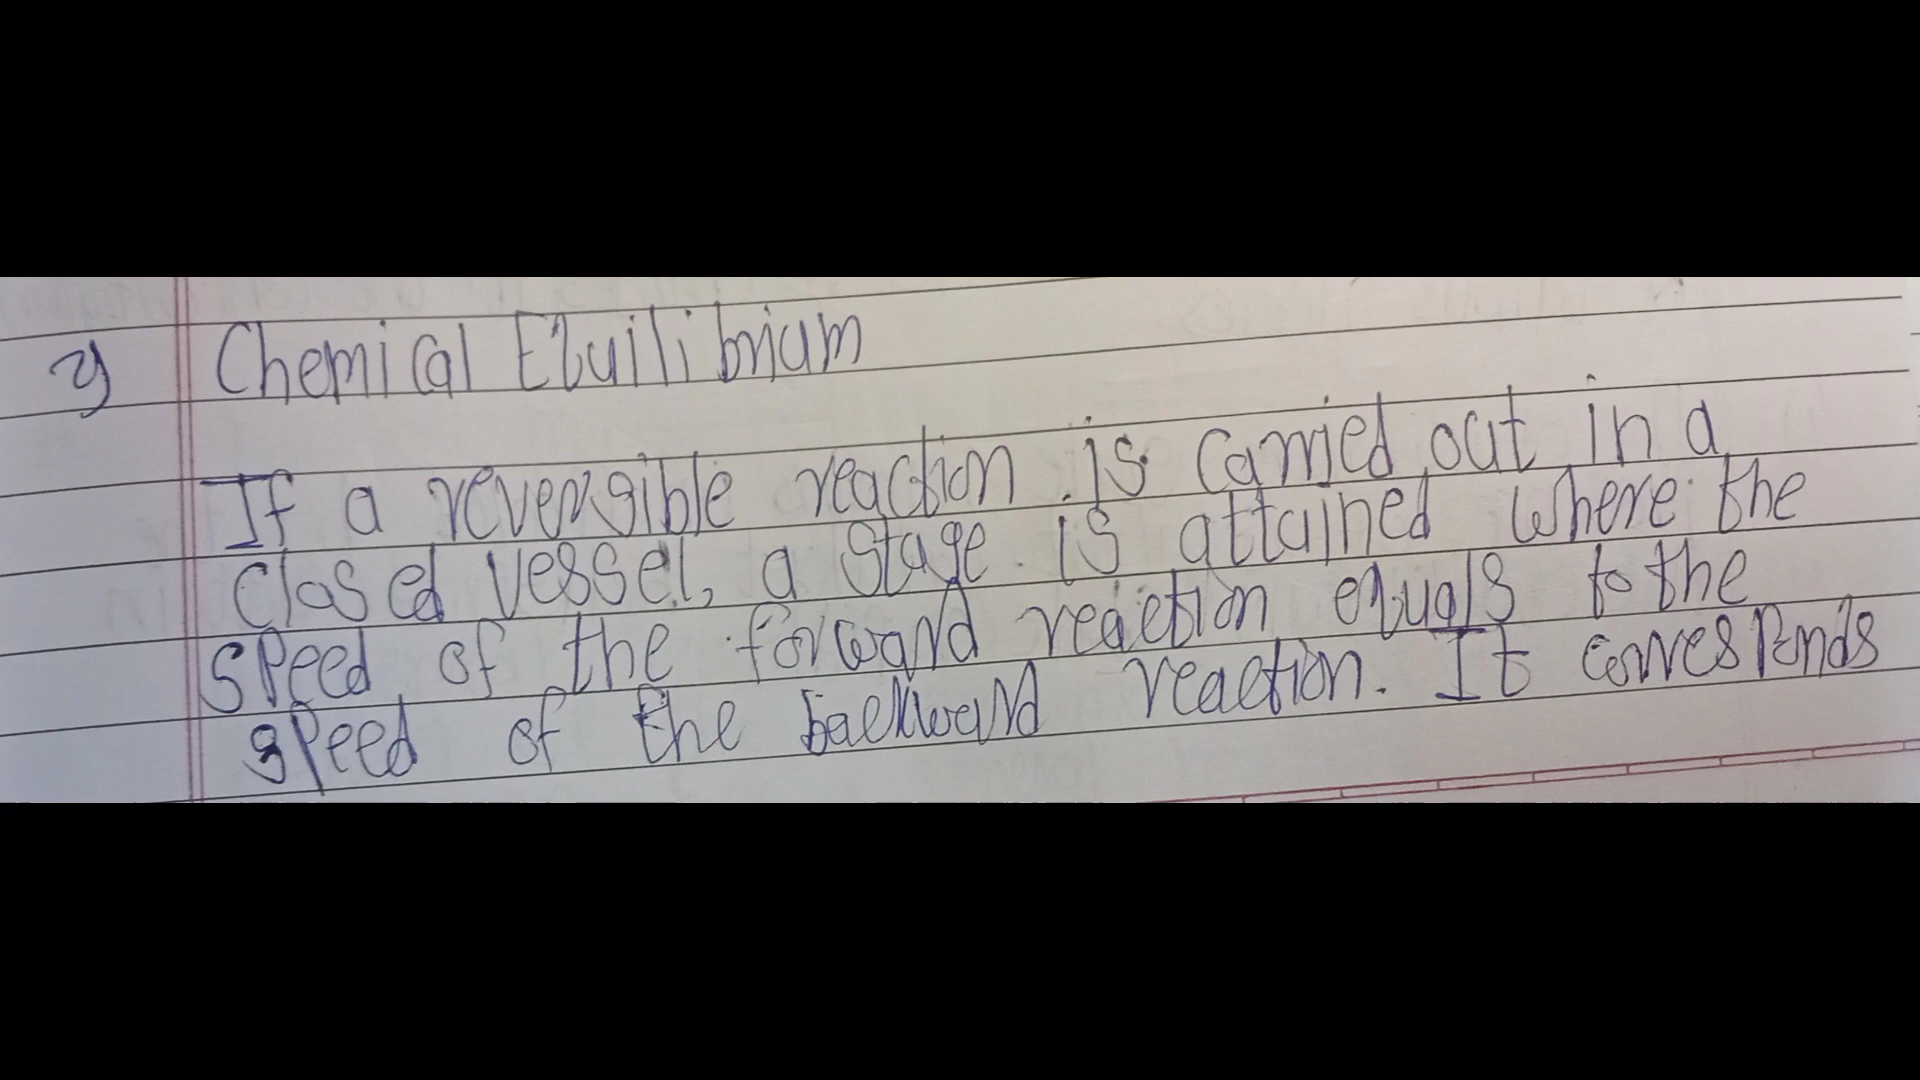 y Chemical Equilibrium
If a reversible reaction is carried out in a
closed vessel, a stage is attained where the
speed of the forward reaction equals to the
speed of the backward reaction. It corresponds